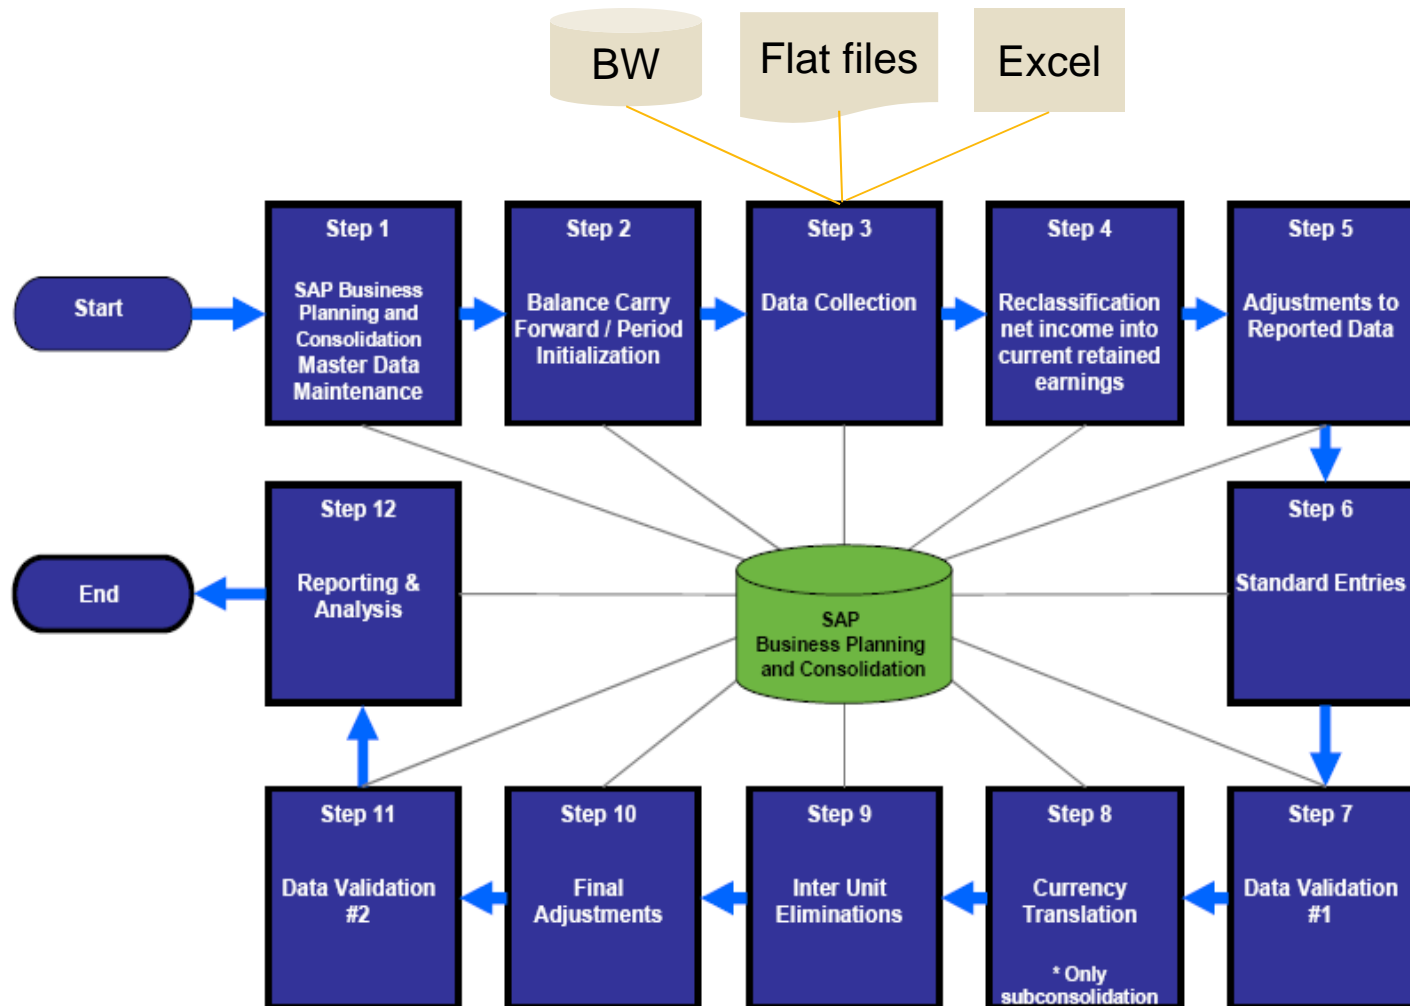 BW
Flat files
Excel
Start
Step 1
SAP Business
Planning and
Consolidation
Master Data
Maintenance
Step 2
Balance Carry
Forward / Period
Initialization
Step 3
Data Collection
Step 4
Reclassification
net income into
current retained
earnings
Step 5
Adjustments to
Reported Data
End
Step 12
Reporting &
Analysis
SAP
Business Planning
and Consolidation
Step 6
Standard Entries
Step 11
Data Validation
#2
Step 10
Final
Adjustments
Step 9
Inter Unit
Eliminations
Step 8
Currency
Translation
* Only
subconsolidation
Step 7
Data Validation
#1